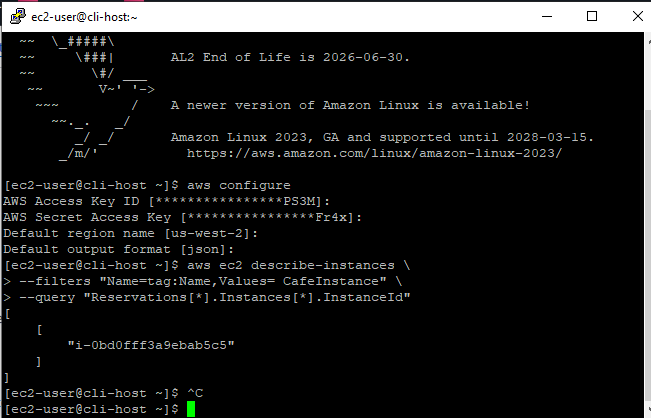 ec2-user@cli-host:~
~~ \_#####\
~~ \###| AL2 End of Life is 2026-06-30.
~~ \#/ ___
~~ V~' '->
~~~ / A newer version of Amazon Linux is available!
~~._. _/
_/ _/ Amazon Linux 2023, GA and supported until 2028-03-15.
_/m/' https://aws.amazon.com/linux/amazon-linux-2023/
[ec2-user@cli-host ~]$ aws configure
AWS Access Key ID [****************PS3M]:
AWS Secret Access Key [****************Fr4x]:
Default region name [us-west-2]:
Default output format [json]:
[ec2-user@cli-host ~]$ aws ec2 describe-instances \
> --filters "Name=tag:Name,Values= CafeInstance" \
> --query "Reservations[*].Instances[*].InstanceId"
[
[
"i-0bd0fff3a9ebab5c5"
]
]
[ec2-user@cli-host ~]$ ^C
[ec2-user@cli-host ~]$